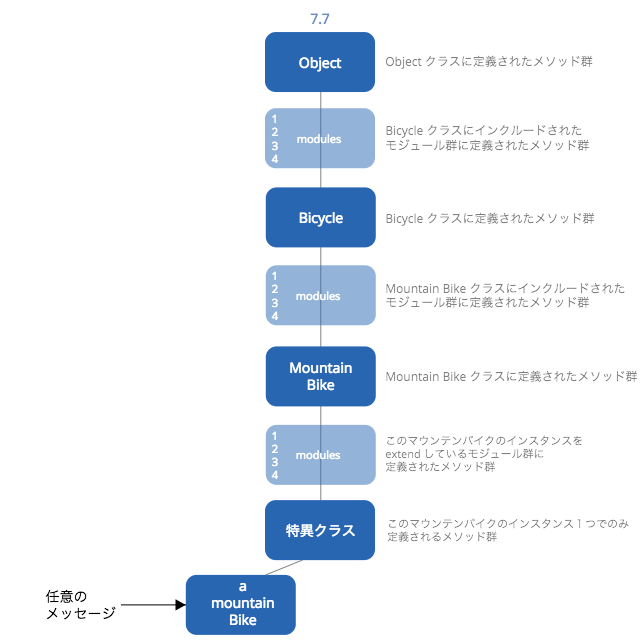 7.7
Object
Object クラスに定義されたメソッド群
1
2
3
4
modules
Bicycle クラスにインクルードされた
モジュール群に定義されたメソッド群
Bicycle
Bicycle クラスに定義されたメソッド群
1
2
3
4
modules
Mountain Bike クラスにインクルードされた
モジュール群に定義されたメソッド群
Mountain
Bike
Mountain Bike クラスに定義されたメソッド群
1
2
3
4
modules
このマウンテンバイクのインスタンスを
extend しているモジュール群に
定義されたメソッド群
特異クラス
このマウンテンバイクのインスタンス 1 つでのみ
定義されるメソッド群
任意の
メッセージ
a
mountain
Bike